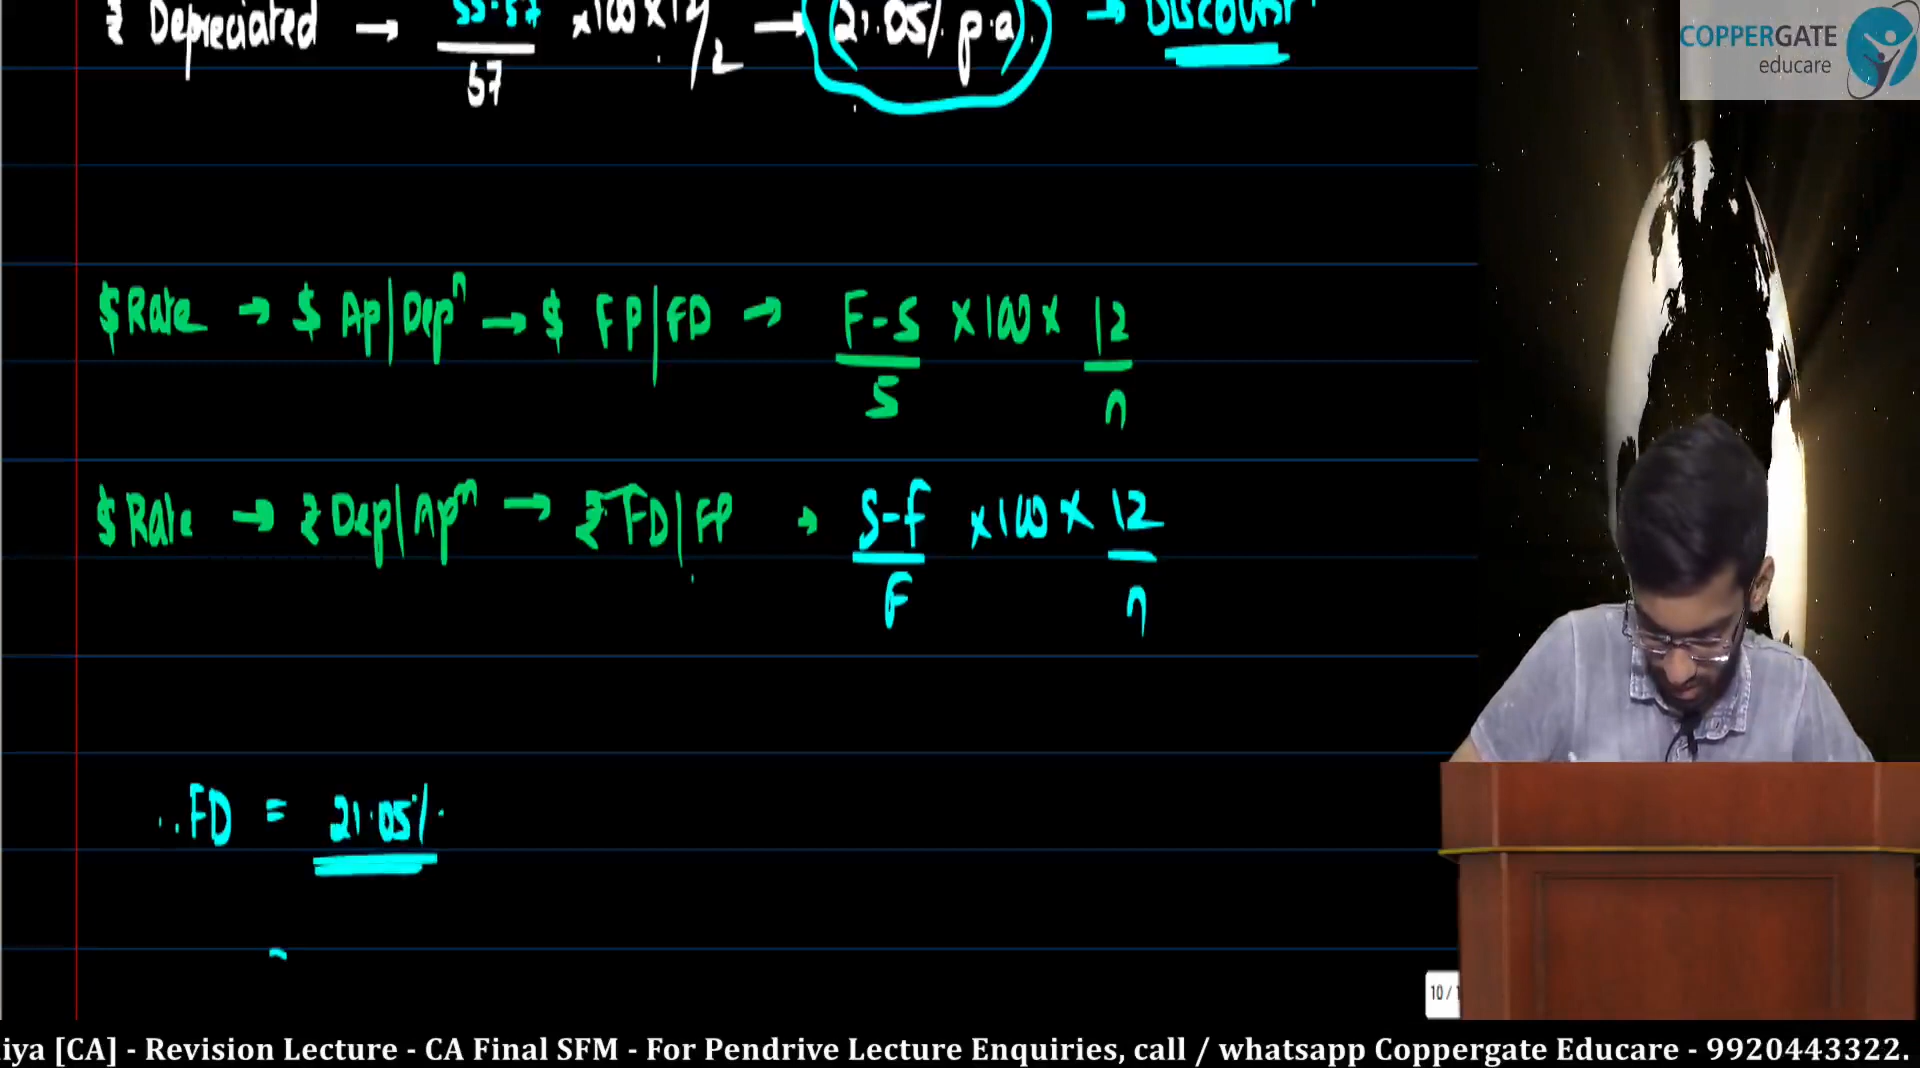 ₹ Depreciated → 55-57/57 ×100×12/2 → 21.05% p.a. → Discount
COPPERGATE
educare
$ Rate → $ Ap|Depⁿ → $ FP|FD → F-S/S ×100× 12/n
$ Rate → ₹ Dep|Apⁿ → ₹ FD|FP → S-F/F ×100× 12/n
FD = 21.05%
10/1
iya [CA] - Revision Lecture - CA Final SFM - For Pendrive Lecture Enquiries, call / whatsapp Coppergate Educare - 9920443322.